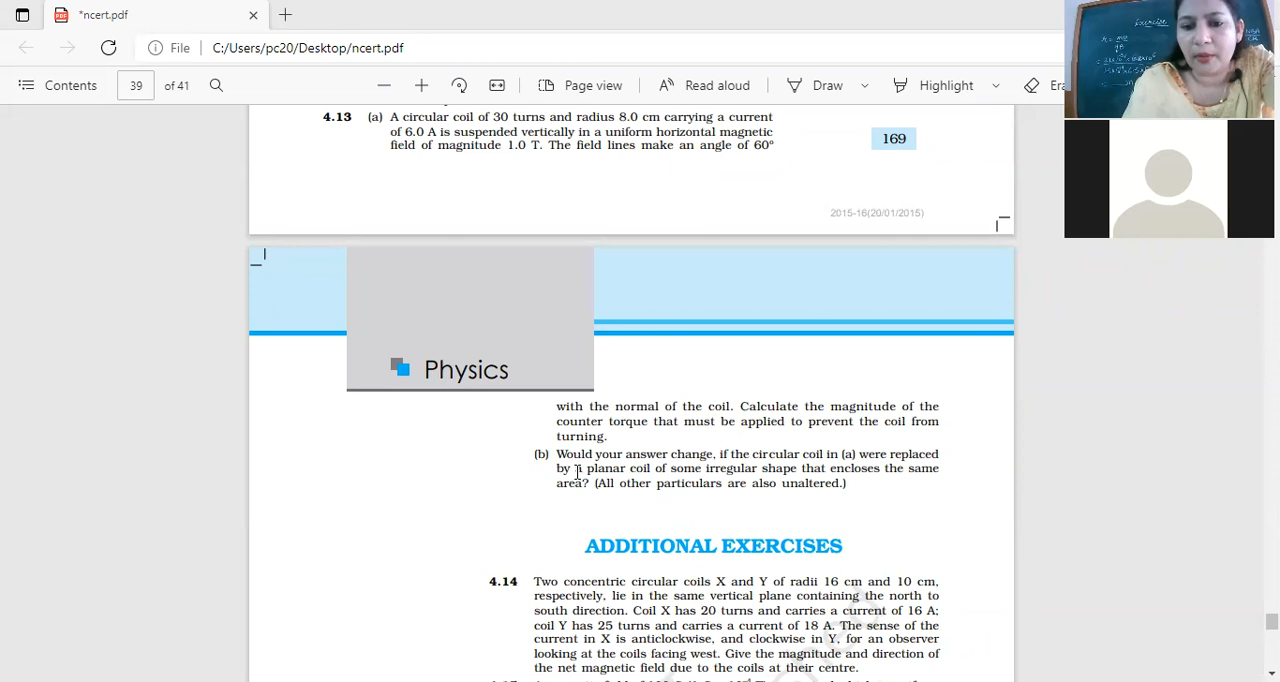 *ncert.pdf
File
C:/Users/pc20/Desktop/ncert.pdf
Contents
39
of 41
Page view
Read aloud
Draw
Highlight
Era
4.13 (a) A circular coil of 30 turns and radius 8.0 cm carrying a current
of 6.0 A is suspended vertically in a uniform horizontal magnetic
field of magnitude 1.0 T. The field lines make an angle of 60°
169
2015-16(20/01/2015)
Physics
with the normal of the coil. Calculate the magnitude of the
counter torque that must be applied to prevent the coil from
turning.
(b) Would your answer change, if the circular coil in (a) were replaced
by a planar coil of some irregular shape that encloses the same
area? (All other particulars are also unaltered.)
ADDITIONAL EXERCISES
4.14 Two concentric circular coils X and Y of radii 16 cm and 10 cm,
respectively, lie in the same vertical plane containing the north to
south direction. Coil X has 20 turns and carries a current of 16 A;
coil Y has 25 turns and carries a current of 18 A. The sense of the
current in X is anticlockwise, and clockwise in Y, for an observer
looking at the coils facing west. Give the magnitude and direction of
the net magnetic field due to the coils at their centre.
Exercise